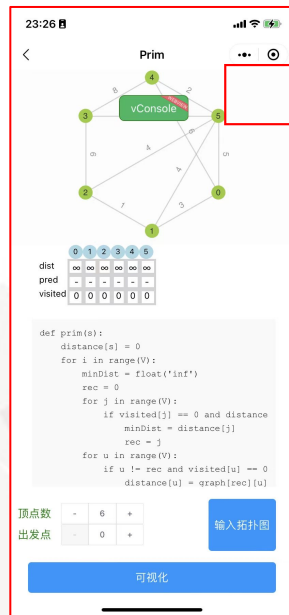 23:26
Prim
4
8
2
vConsole
3
5
6
4
6
5
4
2
0
7
3
1
0 1 2 3 4 5
dist ∞ ∞ ∞ ∞ ∞ ∞
pred - - - - - -
visited 0 0 0 0 0 0
def prim(s):
distance[s] = 0
for i in range(V):
minDist = float('inf')
rec = 0
for j in range(V):
if visited[j] == 0 and distance
minDist = distance[j]
rec = j
for u in range(V):
if u != rec and visited[u] == 0
distance[u] = graph[rec][u]
顶点数 - 6 +
出发点 - 0 +
输入拓扑图
可视化